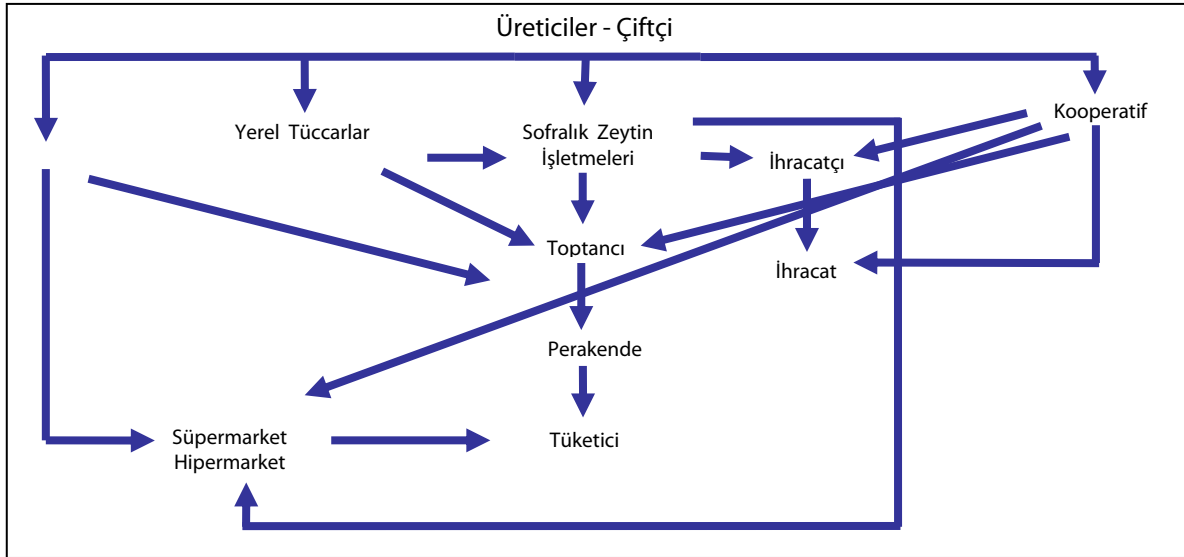 Üreticiler - Çiftçi
Kooperatif
Yerel Tüccarlar
Sofralık Zeytin
İşletmeleri
İhracatçı
Toptancı
İhracat
Perakende
Süpermarket
Hipermarket
Tüketici